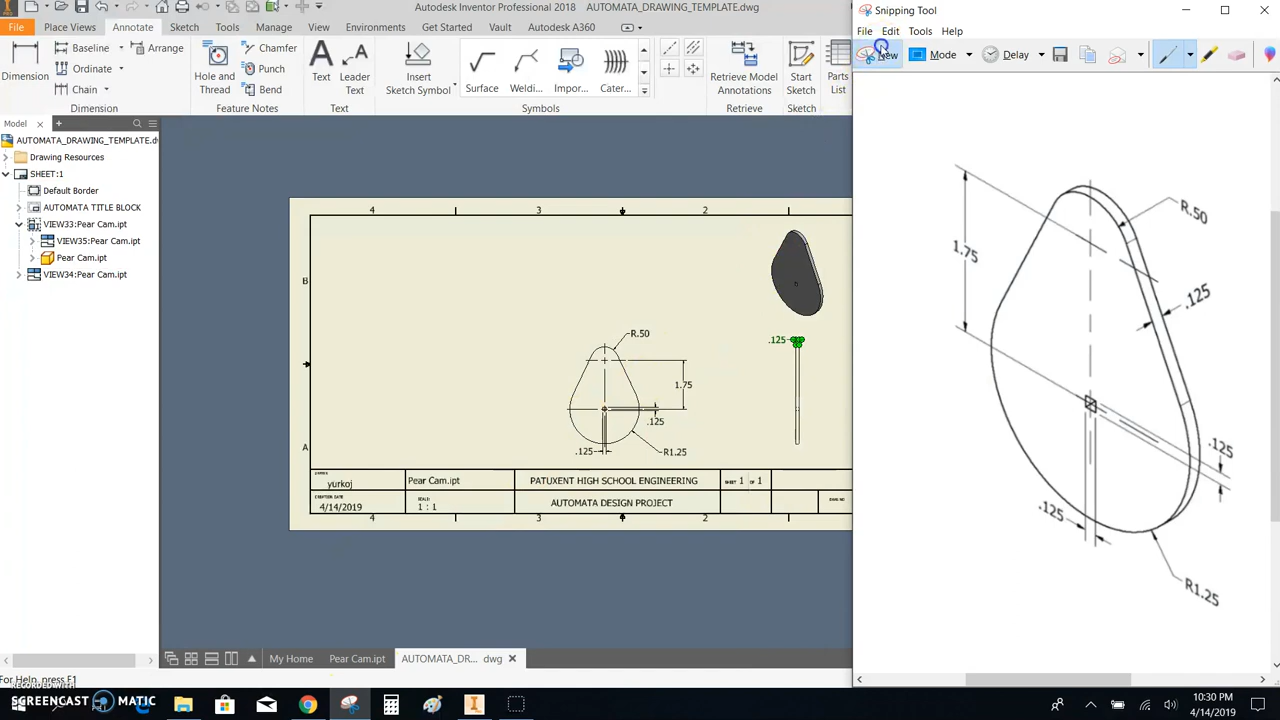 Autodesk Inventor Professional 2018 AUTOMATA_DRAWING_TEMPLATE.dwg
File Place Views Annotate Sketch Tools Manage View Environments Get Started Vault Autodesk A360
Dimension
Baseline Arrange
Ordinate
Chain
Dimension
Hole and Thread
Chamfer
Punch
Bend
Feature Notes
Text
Leader Text
Text
Insert
Sketch Symbol
Surface Weldi... Impor... Cater...
Symbols
Retrieve Model
Annotations
Retrieve
Start
Sketch
Sketch
Parts
List
Snipping Tool
File Edit Tools Help
New Mode Delay
Model
AUTOMATA_DRAWING_TEMPLATE.dw
Drawing Resources
SHEET:1
Default Border
AUTOMATA TITLE BLOCK
VIEW33:Pear Cam.ipt
VIEW35:Pear Cam.ipt
Pear Cam.ipt
VIEW34:Pear Cam.ipt
4 3 2
B
A
R.50
1.75
.125
.125
R1.25
.125
yurkoj
Pear Cam.ipt
PATUXENT HIGH SCHOOL ENGINEERING
SHEET 1 of 1
CREATION DATE
4/14/2019
SCALE:
1 : 1
AUTOMATA DESIGN PROJECT
4 3 2
1.75
R.50
.125
.125
.125
R1.25
My Home Pear Cam.ipt AUTOMATA_DR... dwg
For Help, press F1
RECORDED WITH
SCREENCAST MATIC
10:30 PM
4/14/2019